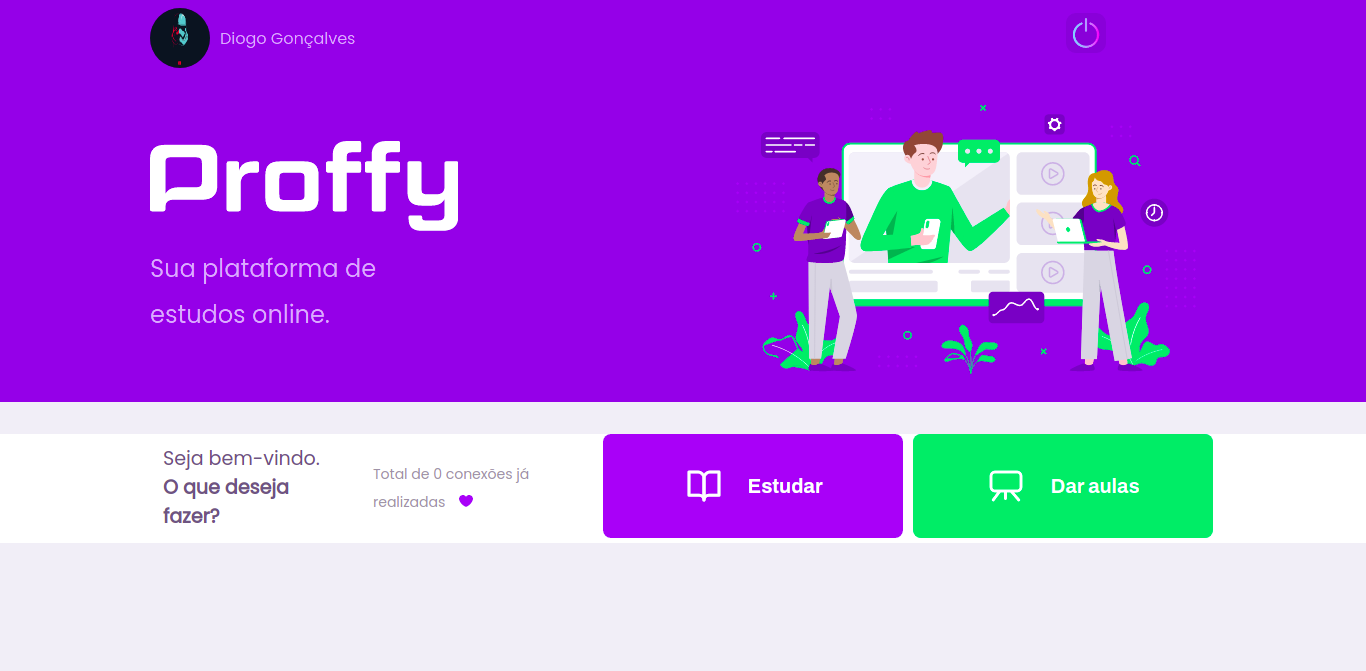 Diogo Gonçalves
Proffy
Sua plataforma de
estudos online.
Seja bem-vindo.
O que deseja
fazer?
Total de 0 conexões já
realizadas
Estudar
Dar aulas